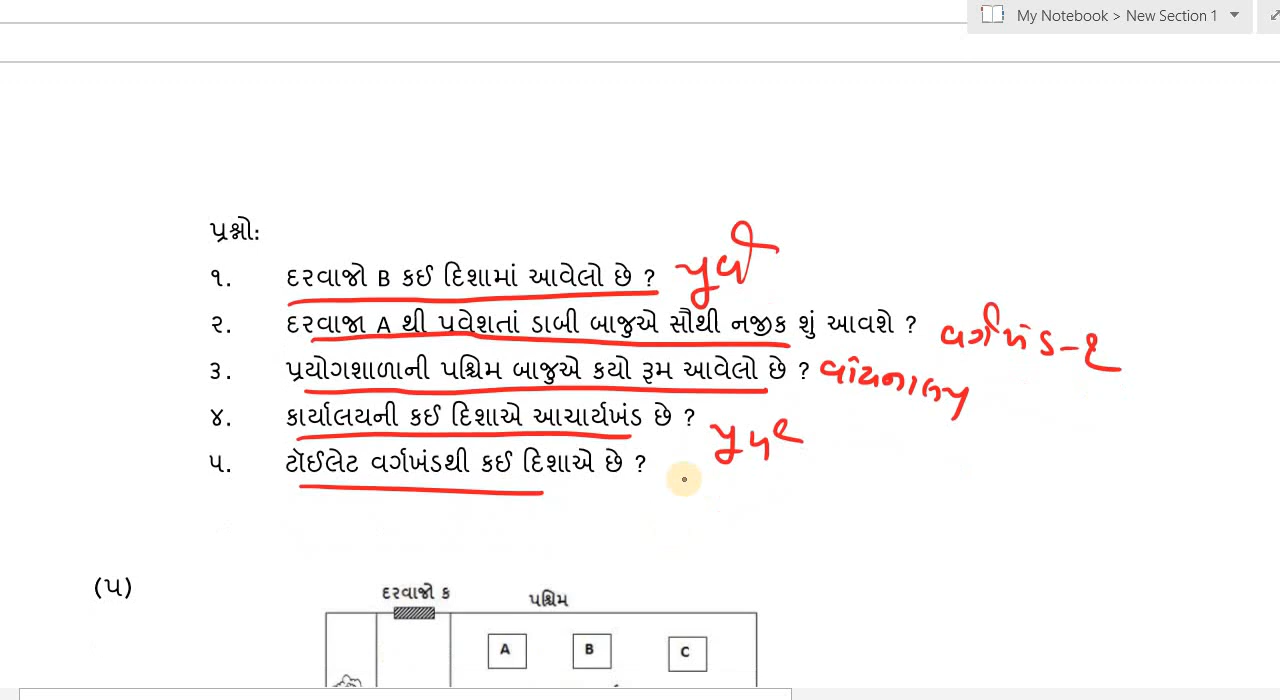 My Notebook > New Section 1
પ્રશ્નો:
૧. દરવાજો B કઈ દિશામાં આવેલો છે ? પૂર્વ
૨. દરવાજા A થી પ્રવેશતાં ડાબી બાજુએ સૌથી નજીક શું આવશે ? વર્ગખંડ-૨
૩. પ્રયોગશાળાની પશ્ચિમ બાજુએ કયો રૂમ આવેલો છે ? વાંચનાલય
૪. કાર્યાલયની કઈ દિશાએ આચાર્યખંડ છે ?
૫. ટૉઈલેટ વર્ગખંડથી કઈ દિશાએ છે ?
(૫)
દરવાજો ક પશ્ચિમ
A B C